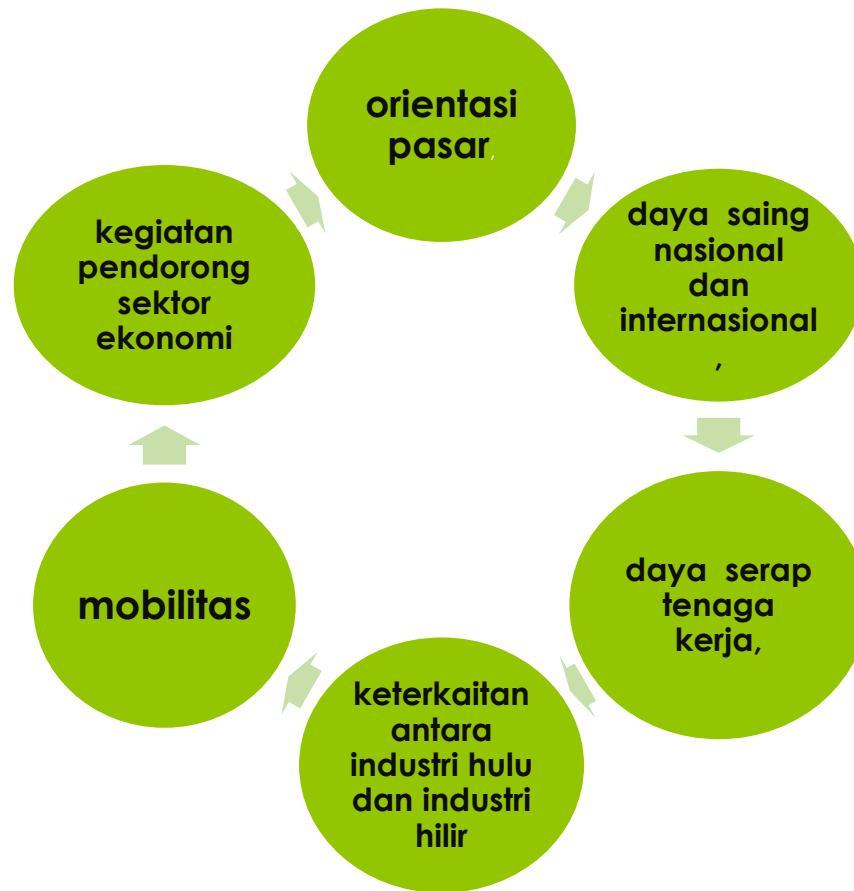 orientasi
pasar,
daya saing
nasional
dan
internasional
,
daya serap
tenaga
kerja,
keterkaitan
antara
industri hulu
dan industri
hilir
mobilitas
kegiatan
pendorong
sektor
ekonomi